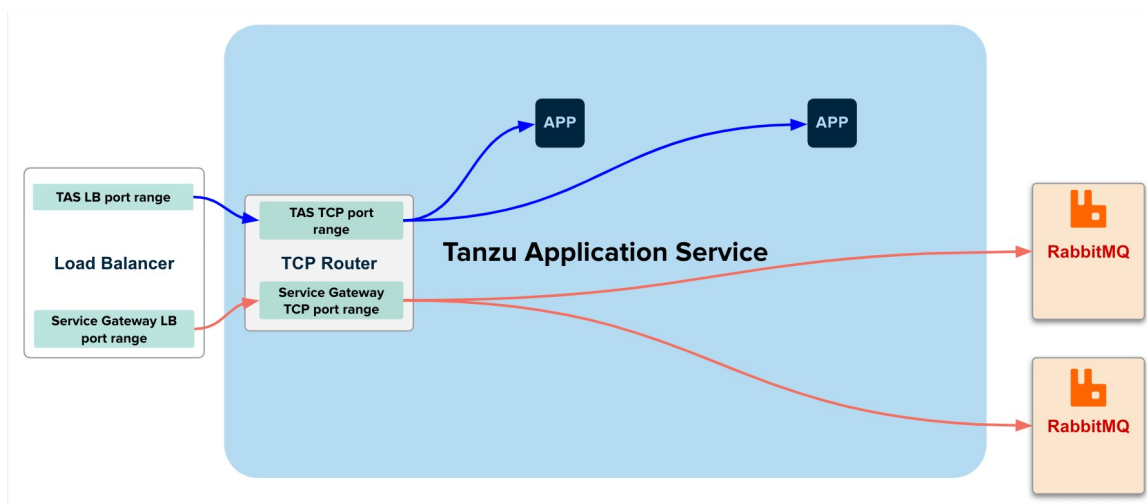 APP
APP
TAS LB port range
TAS TCP port
range
Load Balancer
TCP Router
Tanzu Application Service
Service Gateway LB
port range
Service Gateway
TCP port range
RabbitMQ
RabbitMQ